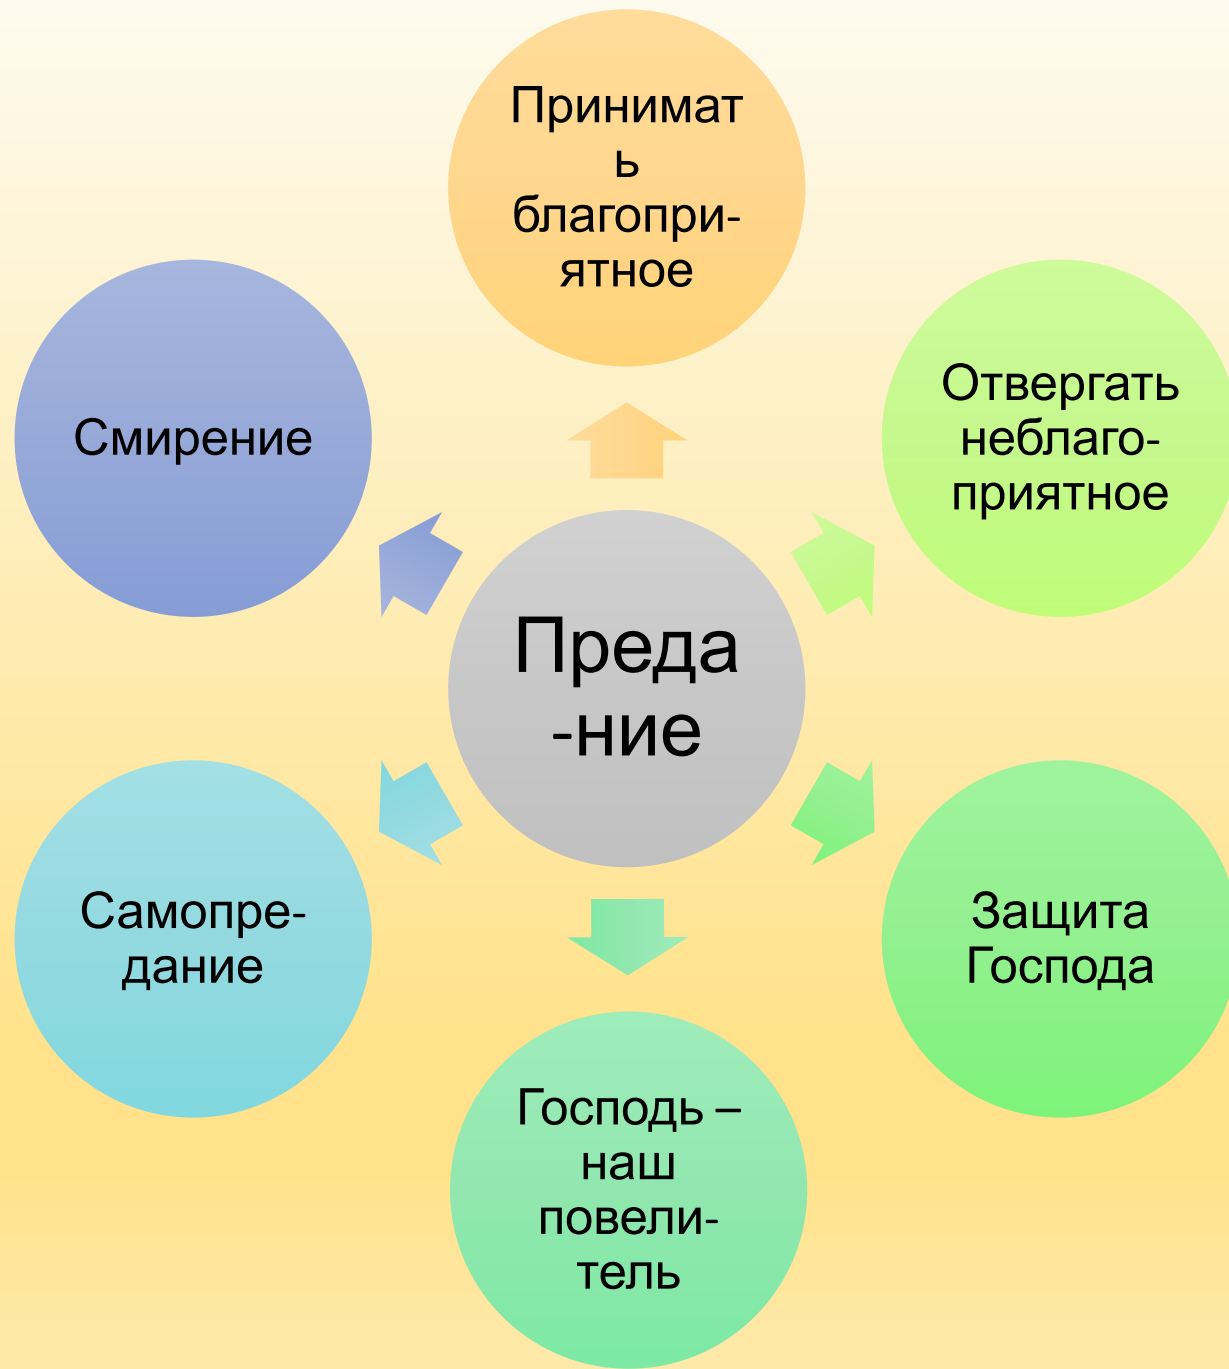 Принимат
ь
благопри-
ятное
Отвергать
неблаго-
приятное
Защита
Господа
Господь –
наш
повели-
тель
Самопре-
дание
Смирение
Преда
-ние